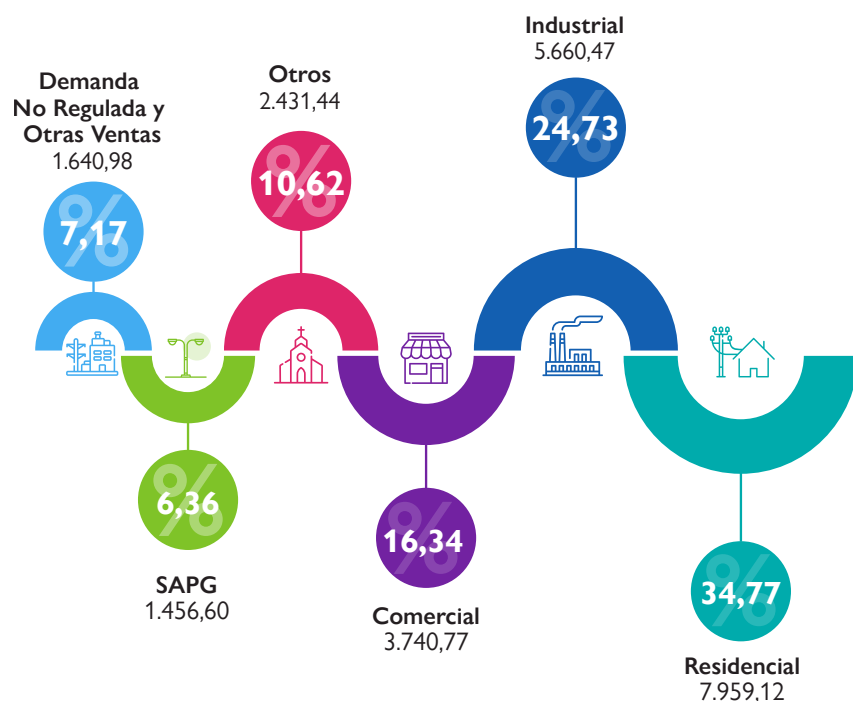 Demanda
No Regulada y
Otras Ventas
1.640,98
%
7,17
SAPG
1.456,60
%
6,36
Otros
2.431,44
%
10,62
Comercial
3.740,77
%
16,34
Industrial
5.660,47
%
24,73
Residencial
7.959,12
%
34,77